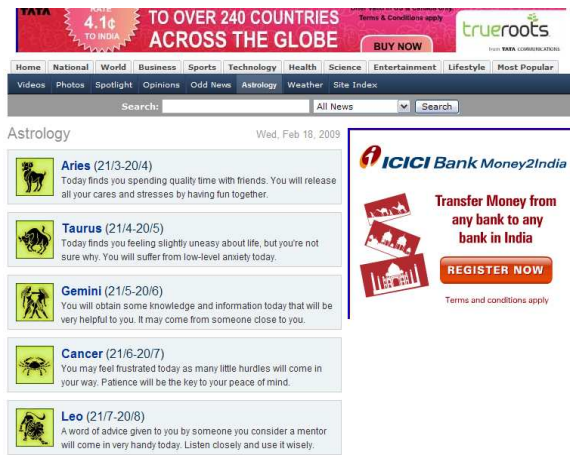 TATA
RATE
4.1¢
TO INDIA
TO OVER 240 COUNTRIES
ACROSS THE GLOBE
Terms & Conditions apply
BUY NOW
trueroots
from TATA COMMUNICATIONS
Home National World Business Sports Technology Health Science Entertainment Lifestyle Most Popular
Videos Photos Spotlight Opinions Odd News Astrology Weather Site Index
Search: All News Search
Astrology
Wed, Feb 18, 2009
Aries (21/3-20/4)
Today finds you spending quality time with friends. You will release
all your cares and stresses by having fun together.
Taurus (21/4-20/5)
Today finds you feeling slightly uneasy about life, but you're not
sure why. You will suffer from low-level anxiety today.
Gemini (21/5-20/6)
You will obtain some knowledge and information today that will be
very helpful to you. It may come from someone close to you.
Cancer (21/6-20/7)
You may feel frustrated today as many little hurdles will come in
your way. Patience will be the key to your peace of mind.
Leo (21/7-20/8)
A word of advice given to you by someone you consider a mentor
will come in very handy today. Listen closely and use it wisely.
ICICI Bank Money2India
Transfer Money from
any bank to any
bank in India
REGISTER NOW
Terms and conditions apply